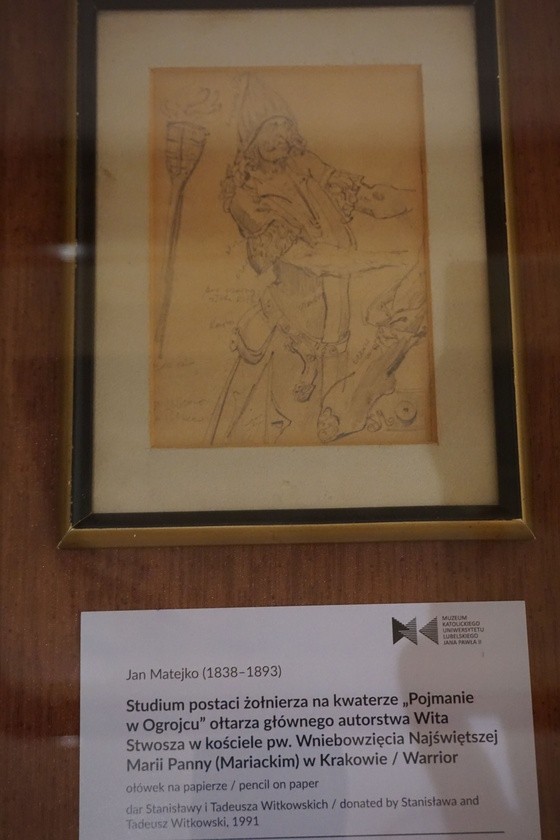 MUZEUM
KATOLICKIEGO
UNIWERSYTETU
LUBELSKIEGO
JANA PAWŁA II
Jan Matejko (1838–1893)
Studium postaci żołnierza na kwaterze „Pojmanie
w Ogrojcu” ołtarza głównego autorstwa Wita
Stwosza w kościele pw. Wniebowzięcia Najświętszej
Marii Panny (Mariackim) w Krakowie / Warrior
ołówek na papierze / pencil on paper
dar Stanisławy i Tadeusza Witkowskich / donated by Stanisława and
Tadeusz Witkowski, 1991